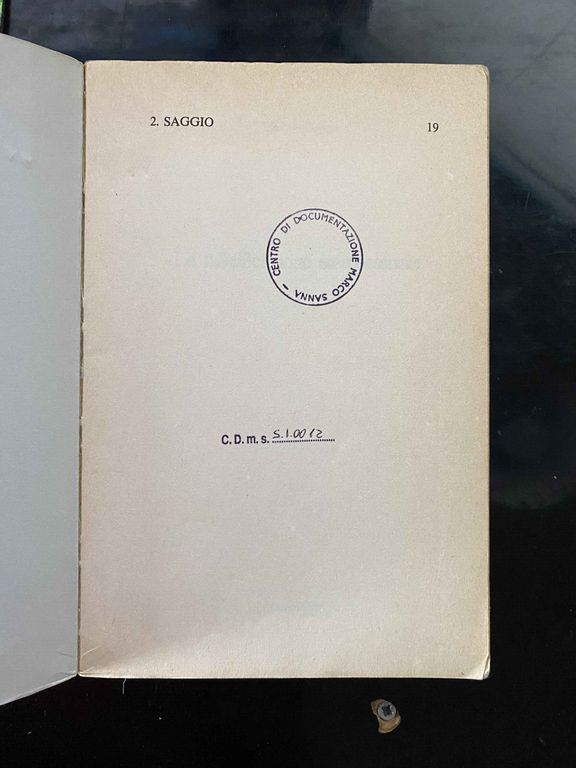 2. SAGGIO 19
CENTRO DI DOCUMENTAZIONE MARCO SANNA –
C.D.m.s. S.1.0012